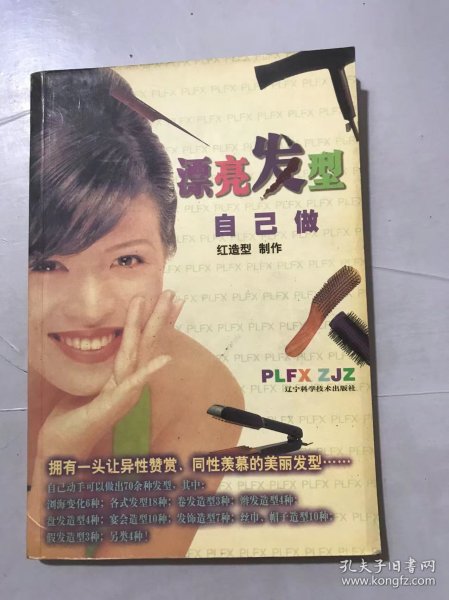 漂亮发型
自己做
红造型 制作
PLFX ZJZ
辽宁科学技术出版社
拥有一头让异性赞赏、同性羡慕的美丽发型……
自己动手可以做出70余种发型，其中：
浏海变化6种；各式发型18种；卷发造型3种；辫发造型4种；
盘发造型4种；宴会造型10种；发饰造型7种；丝巾、帽子造型10种；
假发造型3种；另类4种！
孔夫子旧书网
www.kongfz.com